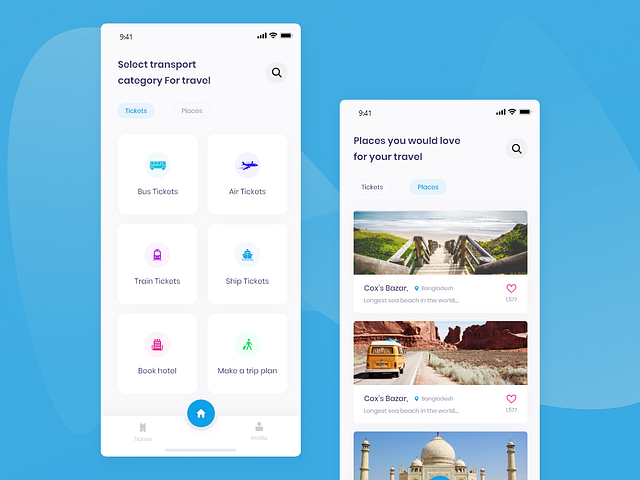 9:41
Select transport
category For travel
Tickets
Places
Bus Tickets
Air Tickets
Train Tickets
Ship Tickets
Book hotel
Make a trip plan
Tickets
Profile
9:41
Places you would love
for your travel
Tickets
Places
Cox's Bazar, Bangladesh
Longest sea beach in the world...
1,577
Cox's Bazar, Bangladesh
Longest sea beach in the world...
1,577